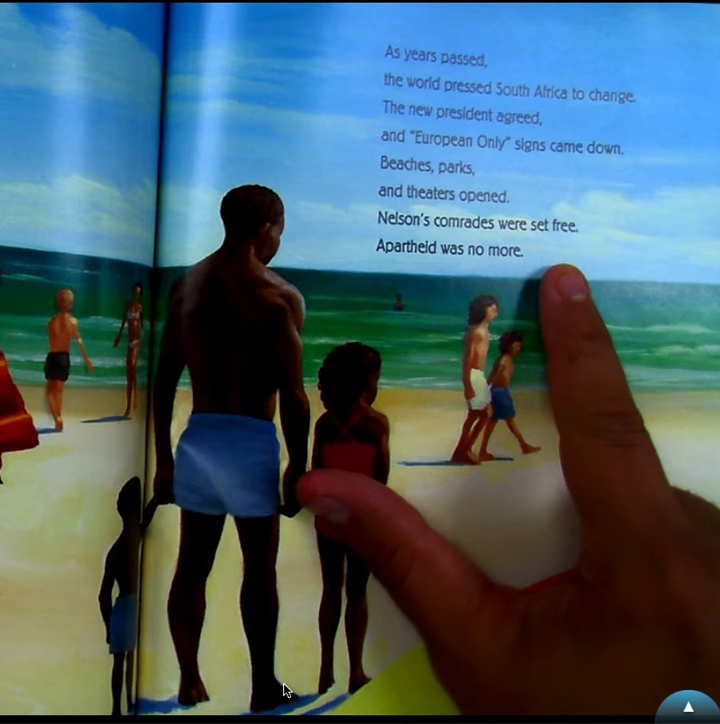 As years passed,
the world pressed South Africa to change.
The new president agreed,
and “European Only” signs came down.
Beaches, parks,
and theaters opened.
Nelson’s comrades were set free.
Apartheid was no more.